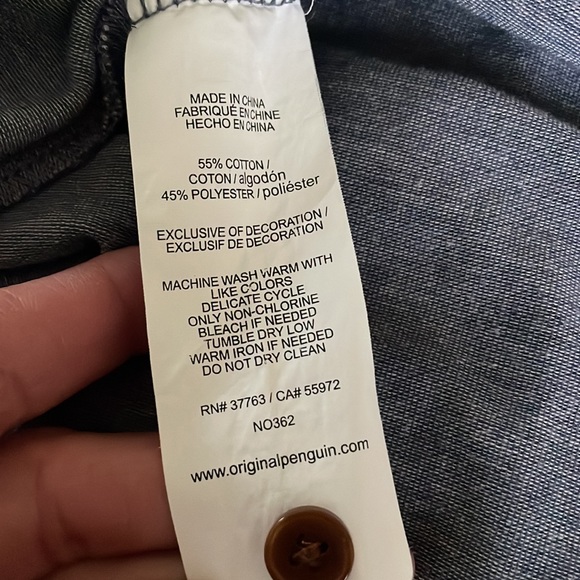 MADE IN CHINA
FABRIQUÉ EN CHINE
HECHO EN CHINA
55% COTTON /
COTON / algodón
45% POLYESTER / poliéster
EXCLUSIVE OF DECORATION /
EXCLUSIF DE DECORATION
MACHINE WASH WARM WITH
LIKE COLORS
DELICATE CYCLE
ONLY NON-CHLORINE
BLEACH IF NEEDED
TUMBLE DRY LOW
WARM IRON IF NEEDED
DO NOT DRY CLEAN
RN# 37763 / CA# 55972
NO362
www.originalpenguin.com